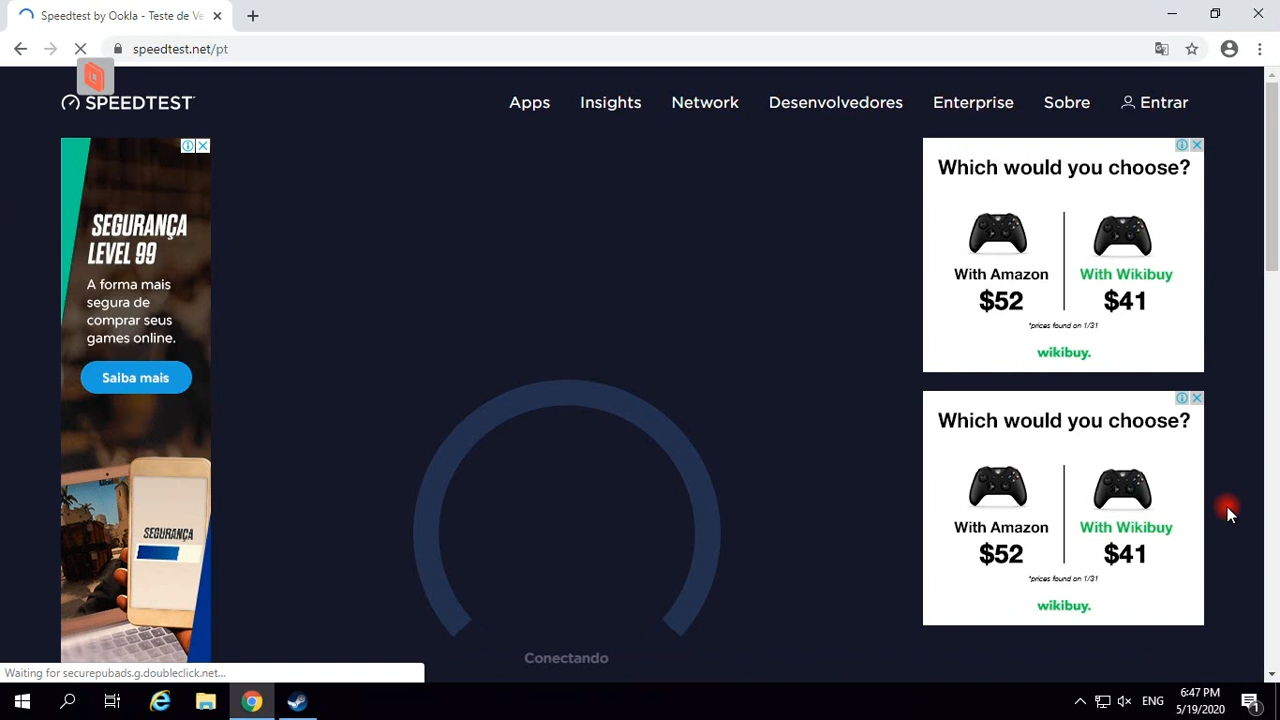 Speedtest by Ookla - Teste de Ve
speedtest.net/pt
SPEEDTEST
Apps
Insights
Network
Desenvolvedores
Enterprise
Sobre
Entrar
SEGURANÇA
LEVEL 99
A forma mais
segura de
comprar seus
games online.
Saiba mais
SEGURANÇA
Which would you choose?
With Amazon
With Wikibuy
$52
$41
*prices found on 1/31
wikibuy.
Which would you choose?
With Amazon
With Wikibuy
$52
$41
*prices found on 1/31
wikibuy.
Conectando
Waiting for securepubads.g.doubleclick.net...
ENG
6:47 PM
5/19/2020
1